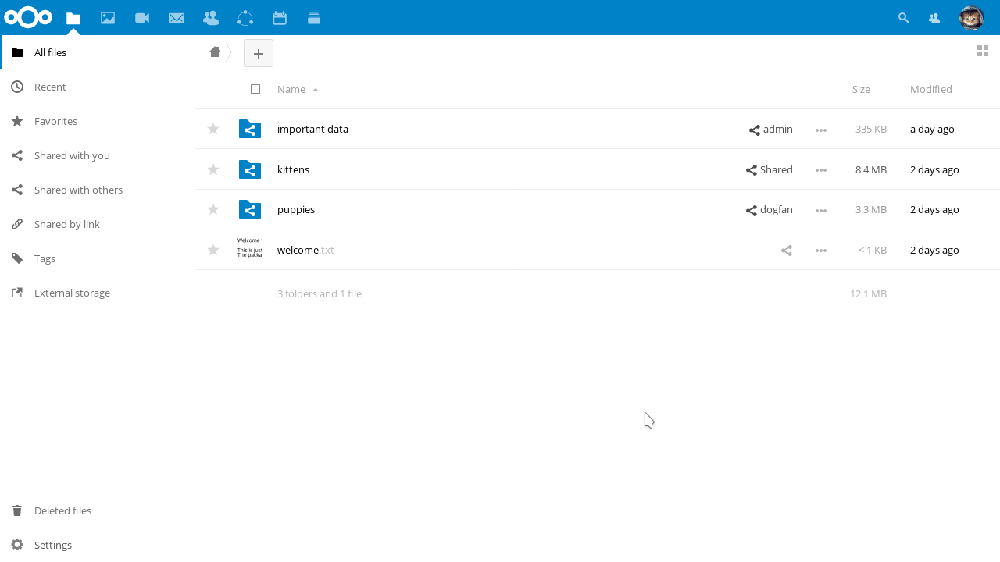 All files
Recent
Favorites
Shared with you
Shared with others
Shared by link
Tags
External storage
Deleted files
Settings
Name Size Modified
important data admin 335 KB a day ago
kittens Shared 8.4 MB 2 days ago
puppies dogfan 3.3 MB 2 days ago
Welcome t
This is just
The packa
welcome.txt < 1 KB 2 days ago
3 folders and 1 file 12.1 MB